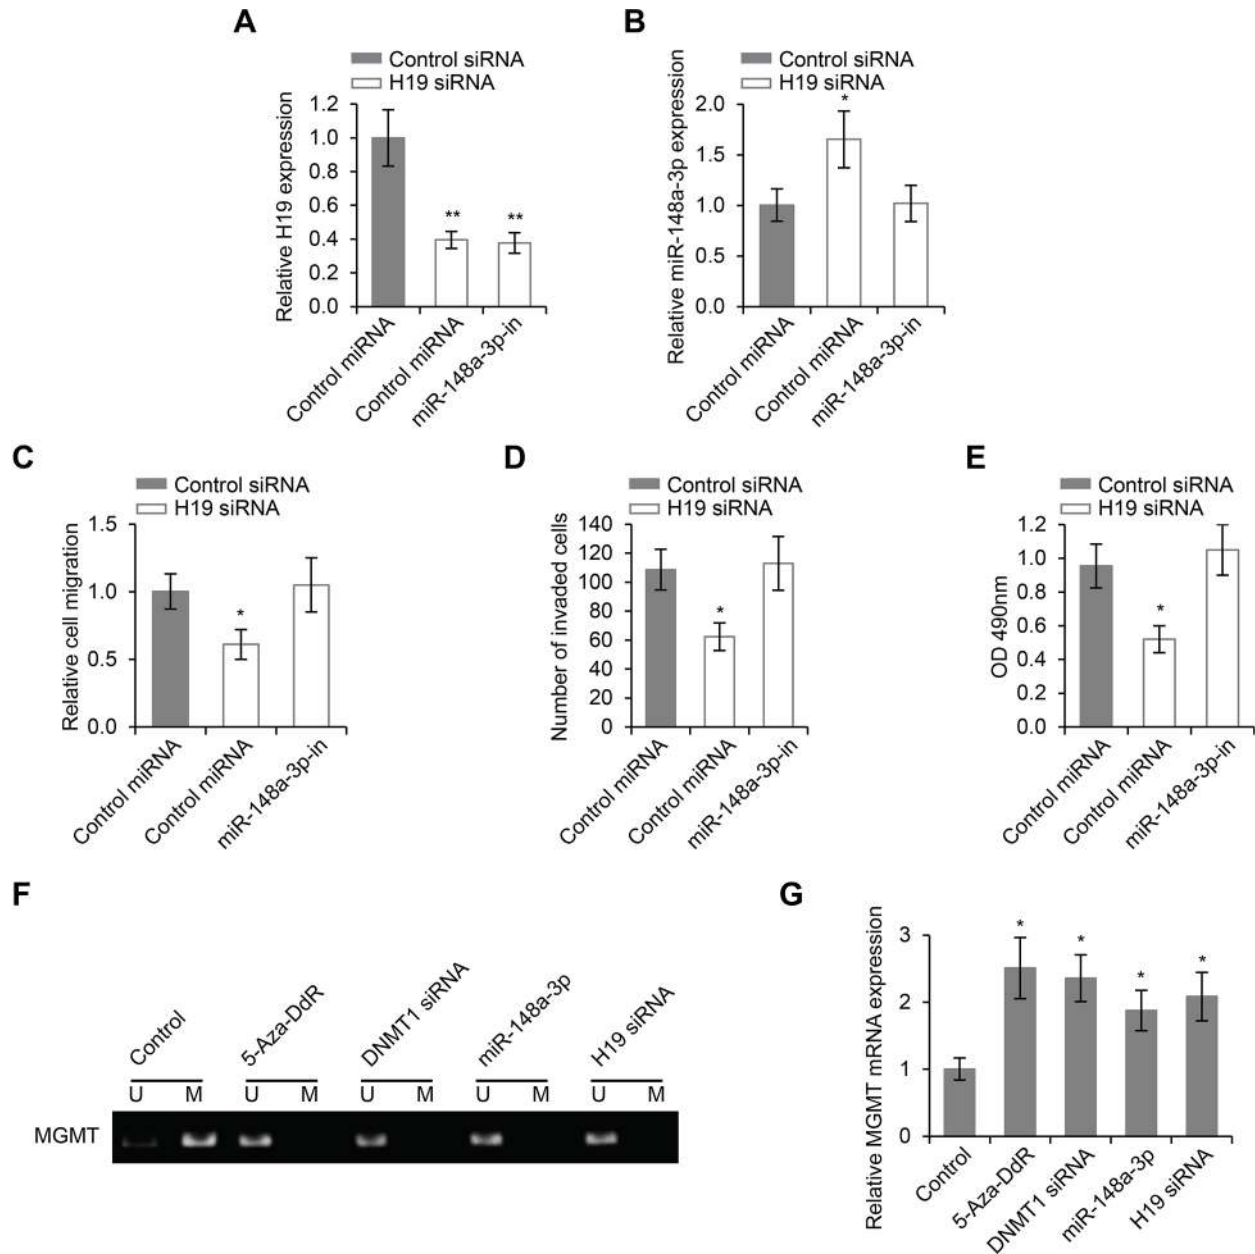 A
Control siRNA
H19 siRNA
Relative H19 expression
1.2
1.0
0.8
0.6
0.4
0.2
0.0
**
**
Control miRNA
Control miRNA
miR-148a-3p-in
B
Control siRNA
H19 siRNA
Relative miR-148a-3p expression
2.0
1.5
1.0
0.5
0.0
*
Control miRNA
Control miRNA
miR-148a-3p-in
C
Control siRNA
H19 siRNA
Relative cell migration
1.5
1.0
0.5
0.0
*
Control miRNA
Control miRNA
miR-148a-3p-in
D
Control siRNA
H19 siRNA
Number of invaded cells
140
120
100
80
60
40
20
0
*
Control miRNA
Control miRNA
miR-148a-3p-in
E
Control siRNA
H19 siRNA
OD 490nm
1.2
1.0
0.8
0.6
0.4
0.2
0.0
*
Control miRNA
Control miRNA
miR-148a-3p-in
F
Control
5-Aza-DdR
DNMT1 siRNA
miR-148a-3p
H19 siRNA
U M U M U M U M U M
MGMT
G
Relative MGMT mRNA expression
3
2
1
0
*
*
*
*
Control
5-Aza-DdR
DNMT1 siRNA
miR-148a-3p
H19 siRNA